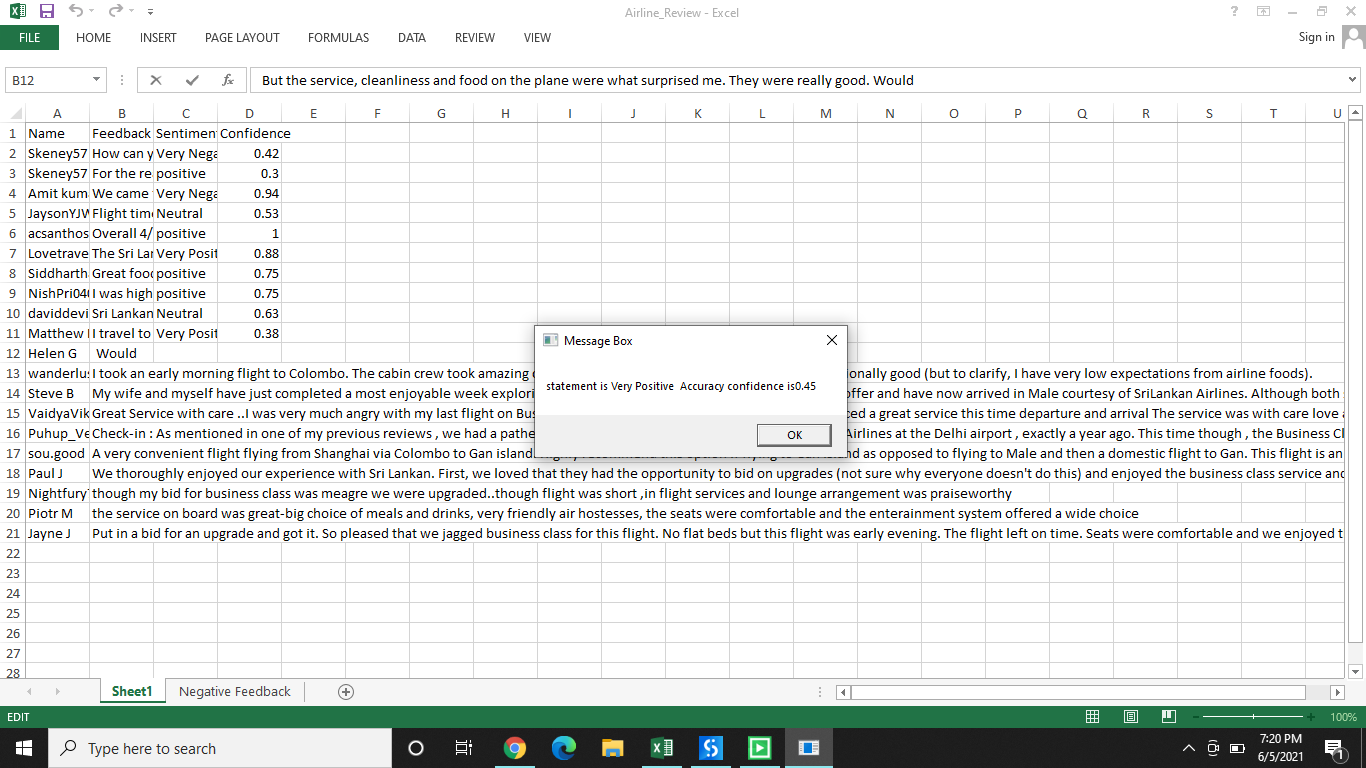 Airline_Review - Excel
FILE HOME INSERT PAGE LAYOUT FORMULAS DATA REVIEW VIEW Sign in
B12 fx But the service, cleanliness and food on the plane were what surprised me. They were really good. Would
A B C D E F G H I J K L M N O P Q R S T U
1 Name Feedback Sentimen Confidence
2 Skeney57 How can y Very Nega 0.42
3 Skeney57 For the re positive 0.3
4 Amit kum We came Very Nega 0.94
5 JaysonYJW Flight time Neutral 0.53
6 acsanthos Overall 4/ positive 1
7 Lovetrave The Sri Lar Very Posit 0.88
8 Siddharth Great food positive 0.75
9 NishPri04 I was high positive 0.75
10 daviddevi Sri Lankan Neutral 0.63
11 Matthew I travel to Very Posit 0.38
12 Helen G Would
13 wanderlus I took an early morning flight to Colombo. The cabin crew took amazing onally good (but to clarify, I have very low expectations from airline foods).
14 Steve B My wife and myself have just completed a most enjoyable week explori offer and have now arrived in Male courtesy of SriLankan Airlines. Although both
15 VaidyaVik Great Service with care ..I was very much angry with my last flight on Bus ced a great service this time departure and arrival The service was with care love
16 Puhup_Ve Check-in : As mentioned in one of my previous reviews , we had a pathe Airlines at the Delhi airport , exactly a year ago. This time though , the Business Cl
17 sou.good A very convenient flight flying from Shanghai via Colombo to Gan island and as opposed to flying to Male and then a domestic flight to Gan. This flight is an
18 Paul J We thoroughly enjoyed our experience with Sri Lankan. First, we loved that they had the opportunity to bid on upgrades (not sure why everyone doesn't do this) and enjoyed the business class service and
19 Nightfury though my bid for business class was meagre we were upgraded..though flight was short ,in flight services and lounge arrangement was praiseworthy
20 Piotr M the service on board was great-big choice of meals and drinks, very friendly air hostesses, the seats were comfortable and the enterainment system offered a wide choice
21 Jayne J Put in a bid for an upgrade and got it. So pleased that we jagged business class for this flight. No flat beds but this flight was early evening. The flight left on time. Seats were comfortable and we enjoyed t
22
23
24
25
26
27
28
Message Box
statement is Very Positive Accuracy confidence is0.45
OK
Sheet1 Negative Feedback
EDIT 100%
Type here to search
7:20 PM
6/5/2021
1